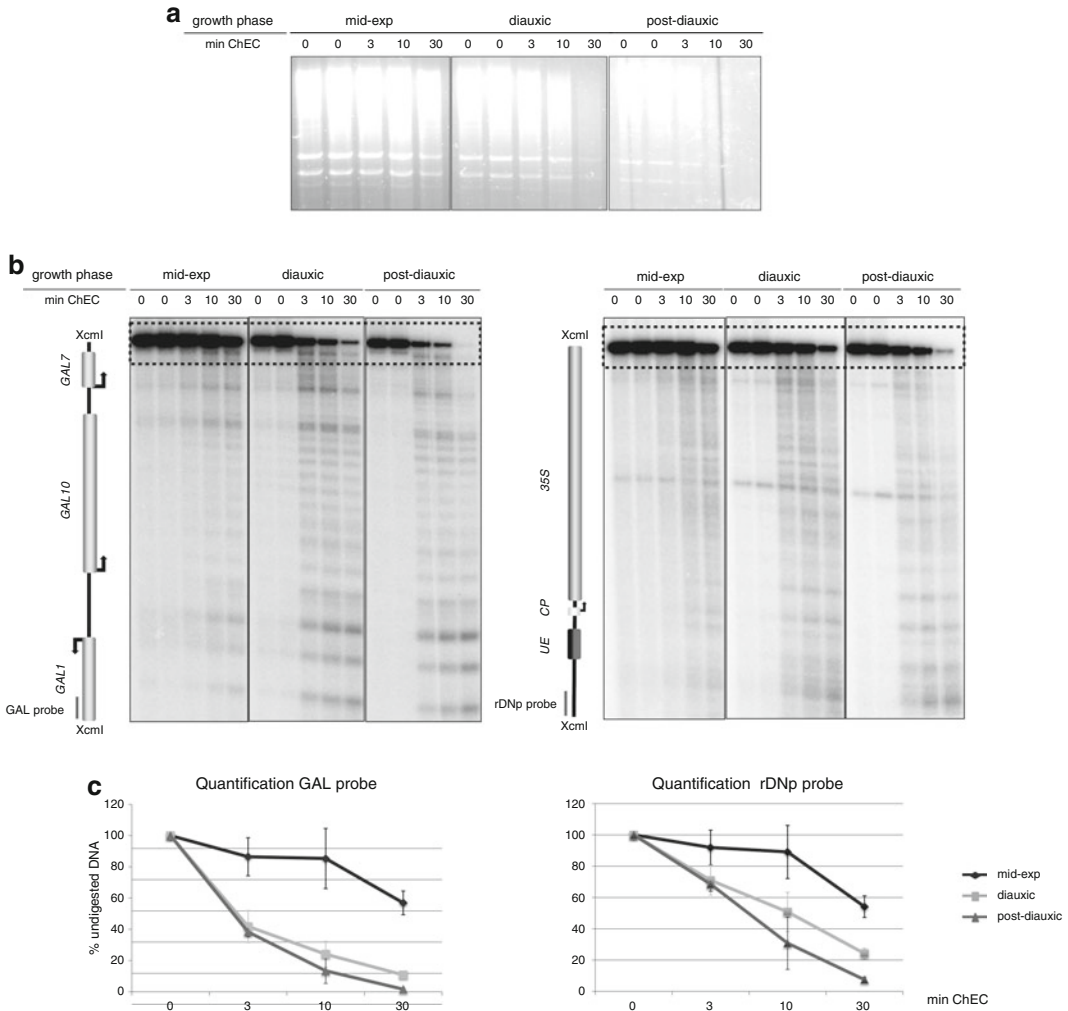 a
growth phase mid-exp diauxic post-diauxic
min ChEC 0 0 3 10 30 0 0 3 10 30 0 0 3 10 30
b
growth phase mid-exp diauxic post-diauxic
min ChEC 0 0 3 10 30 0 0 3 10 30 0 0 3 10 30
XcmI
GAL7
GAL10
GAL1
GAL probe
XcmI
mid-exp diauxic post-diauxic
0 0 3 10 30 0 0 3 10 30 0 0 3 10 30
XcmI
35S
CP
UE
rDNp probe
XcmI
c
Quantification GAL probe
% undigested DNA
120
100
80
60
40
20
0
0 3 10 30
Quantification rDNp probe
120
100
80
60
40
20
0
0 3 10 30
min ChEC
mid-exp
diauxic
post-diauxic